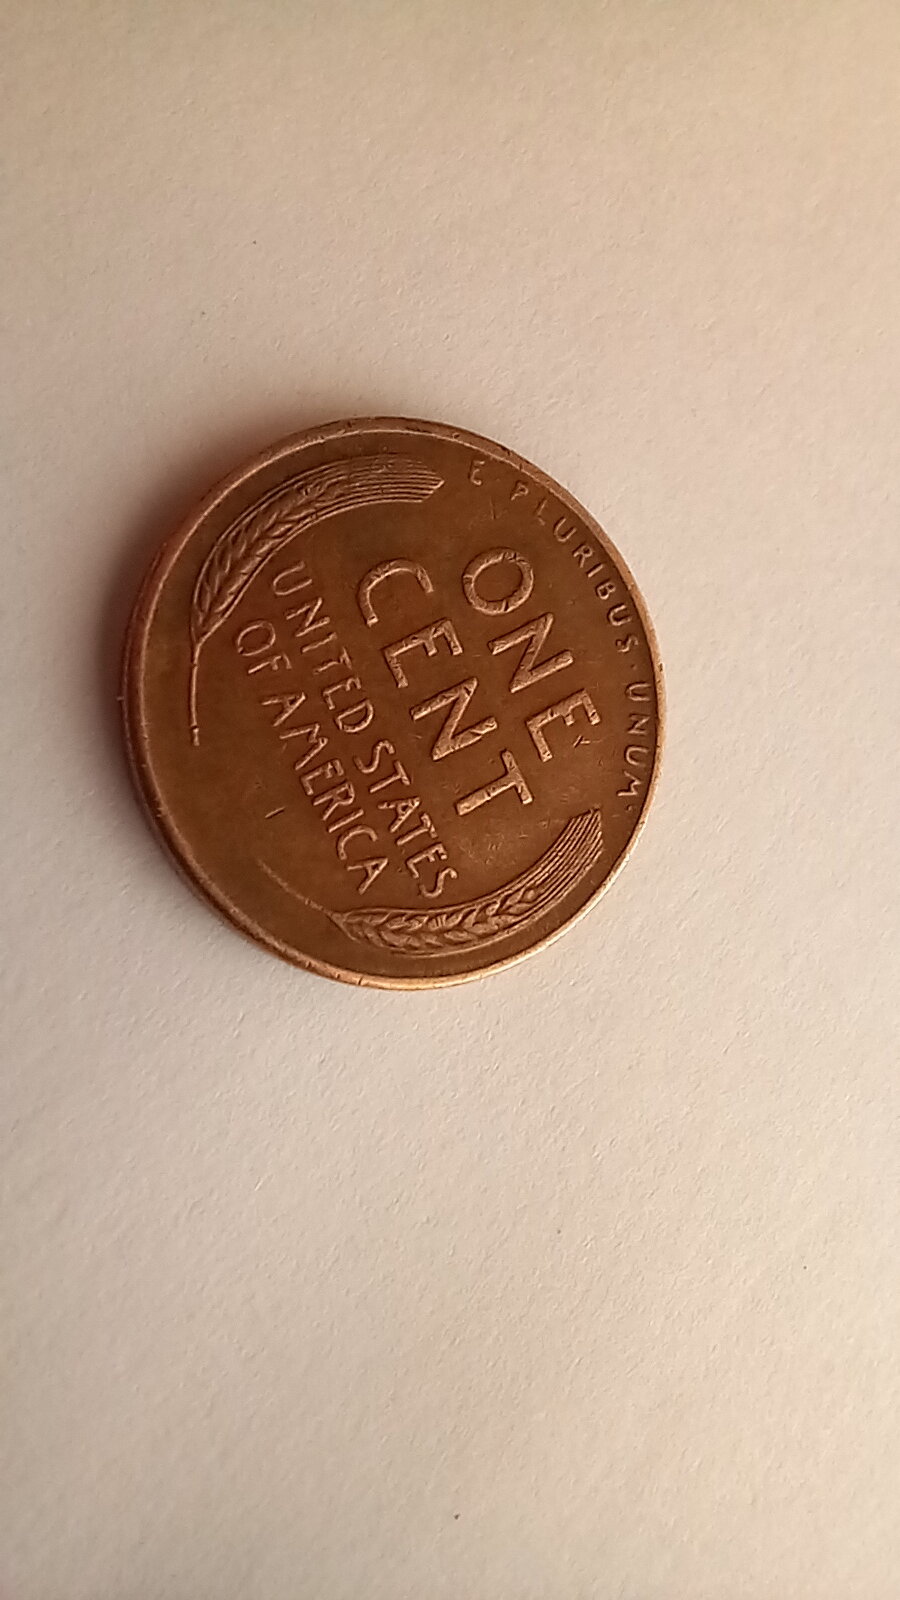 E · PLURIBUS · UNUM ·
ONE
CENT
UNITED STATES
OF AMERICA